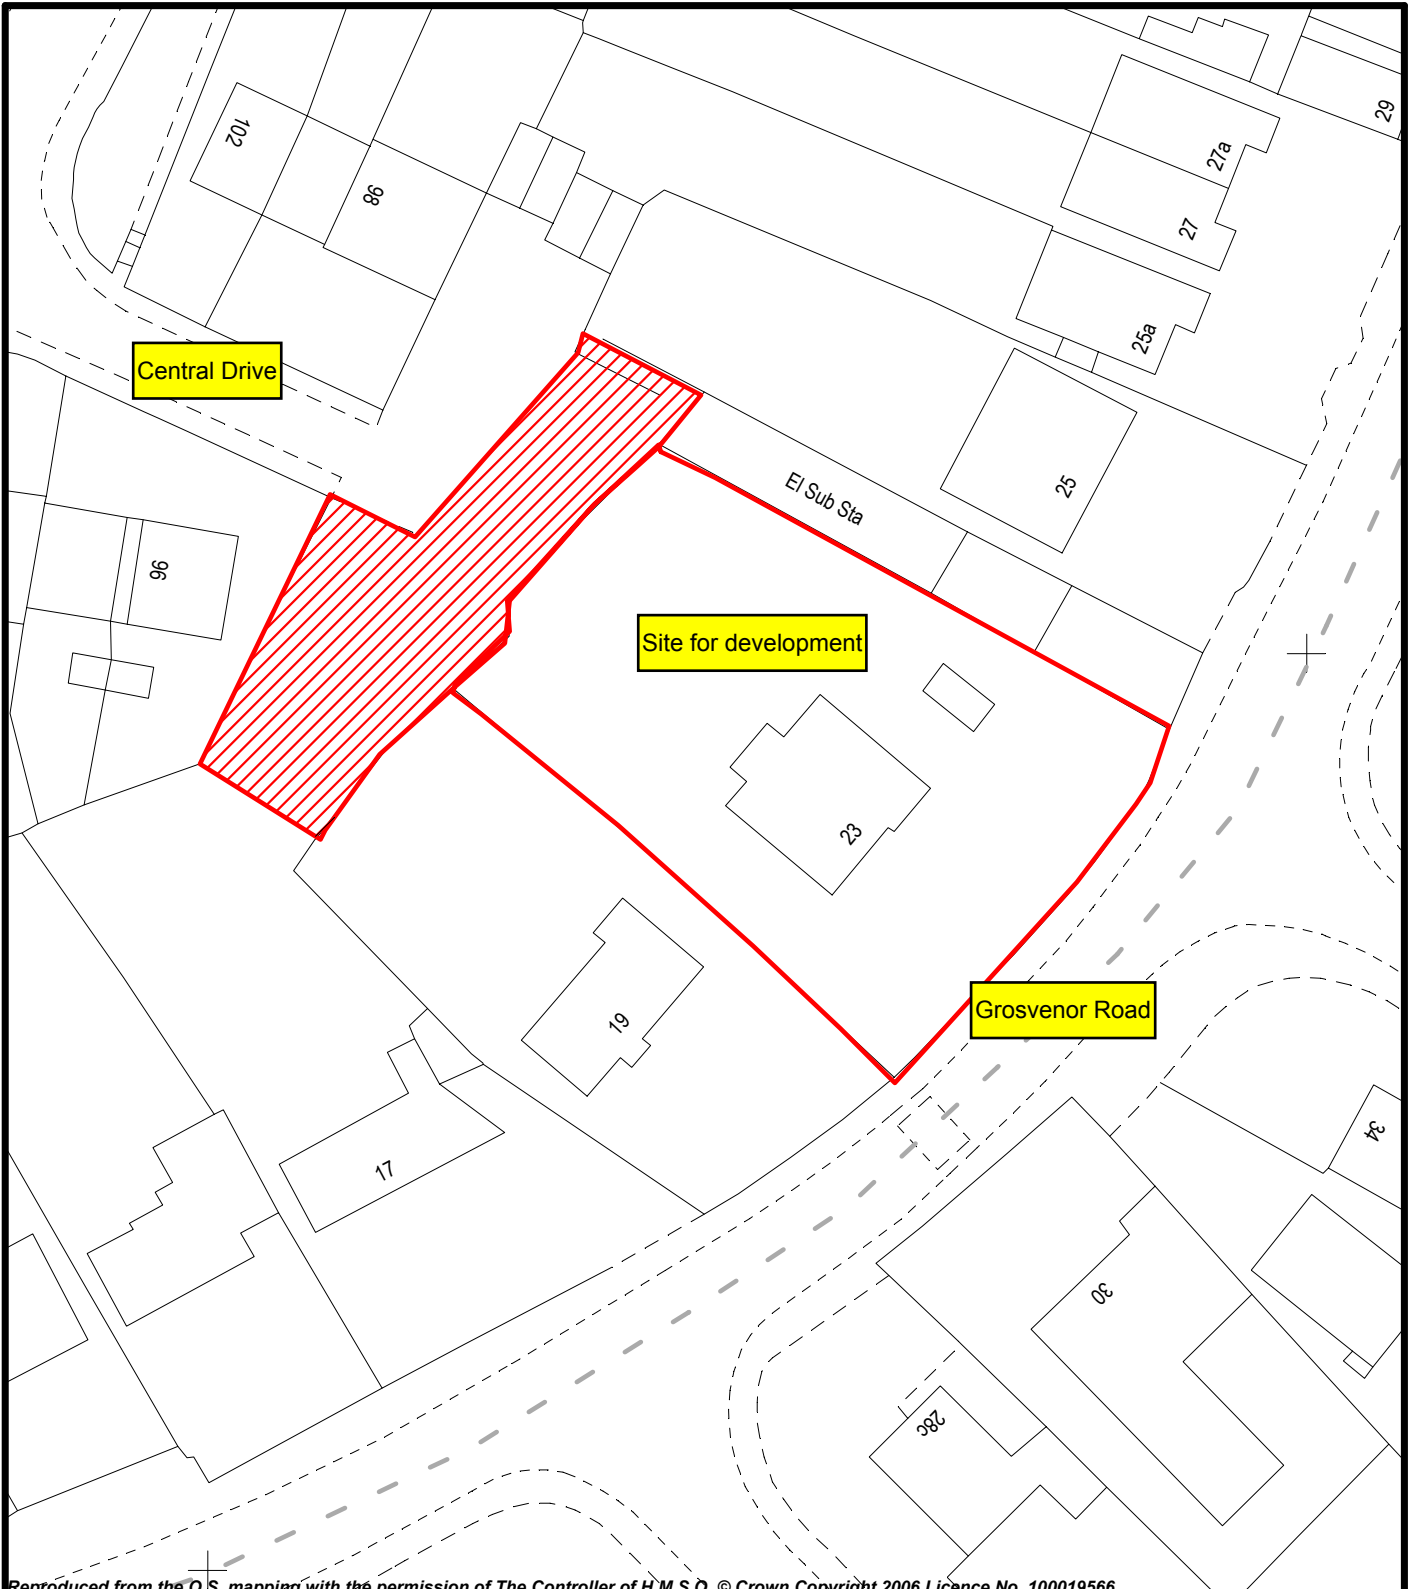 29
102
27a
98
27
25a
Central Drive
El Sub Sta
25
96
Site for development
23
Grosvenor Road
19
34
17
30
28c
Reproduced from the O.S. mapping with the permission of The Controller of H.M.S.O. © Crown Copyright 2006 Licence No. 100019566